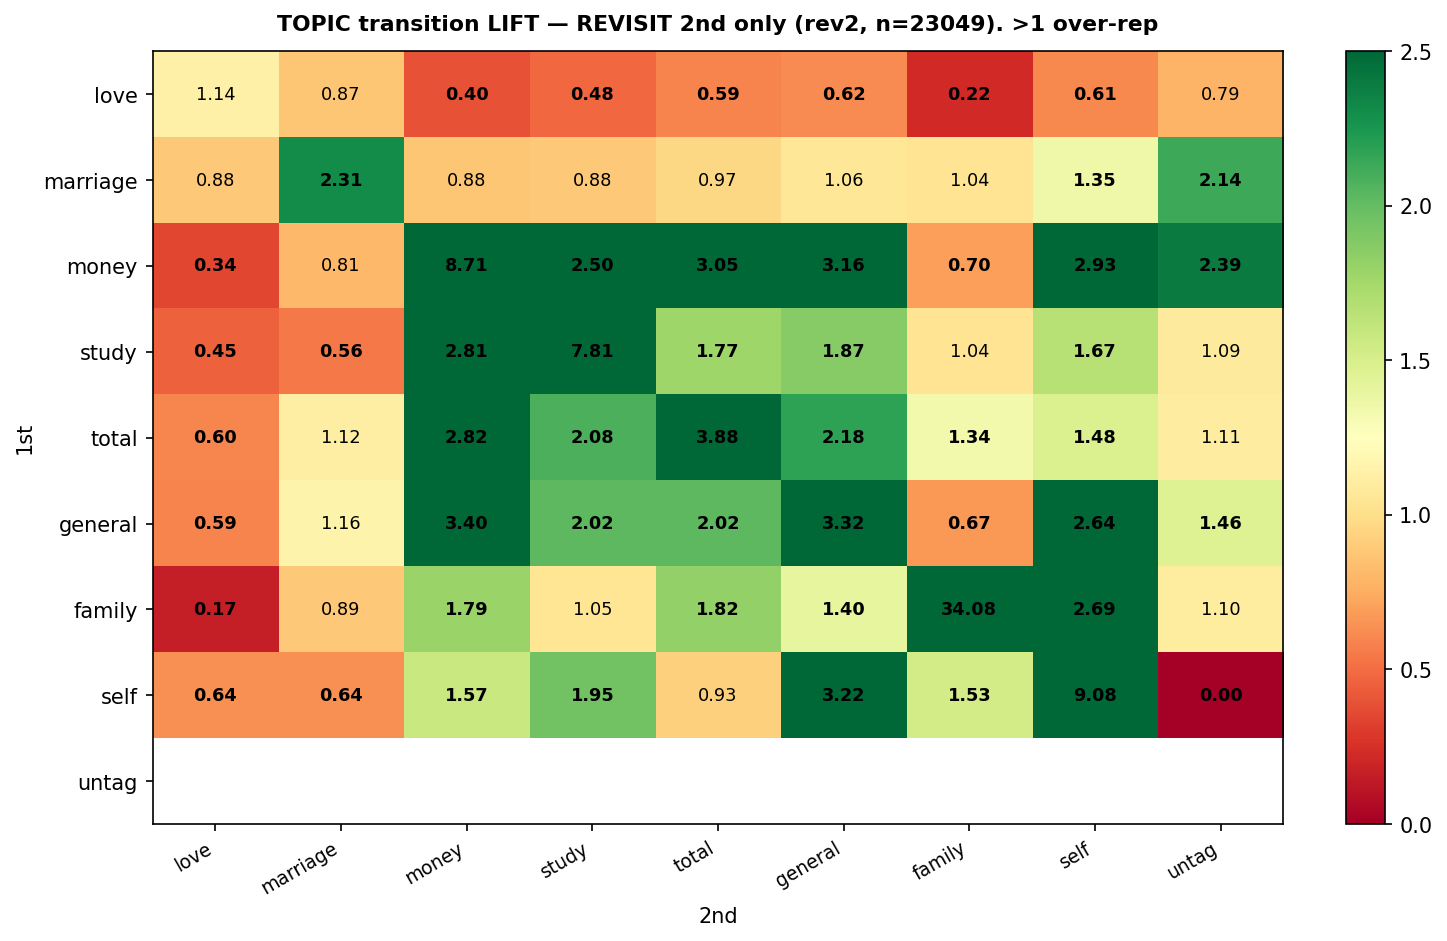 TOPIC transition LIFT — REVISIT 2nd only (rev2, n=23049). >1 over-rep
love 1.14 0.87 0.40 0.48 0.59 0.62 0.22 0.61 0.79
marriage 0.88 2.31 0.88 0.88 0.97 1.06 1.04 1.35 2.14
money 0.34 0.81 8.71 2.50 3.05 3.16 0.70 2.93 2.39
study 0.45 0.56 2.81 7.81 1.77 1.87 1.04 1.67 1.09
total 0.60 1.12 2.82 2.08 3.88 2.18 1.34 1.48 1.11
general 0.59 1.16 3.40 2.02 2.02 3.32 0.67 2.64 1.46
family 0.17 0.89 1.79 1.05 1.82 1.40 34.08 2.69 1.10
self 0.64 0.64 1.57 1.95 0.93 3.22 1.53 9.08 0.00
untag
1st
love marriage money study total general family self untag
2nd
2.5
2.0
1.5
1.0
0.5
0.0